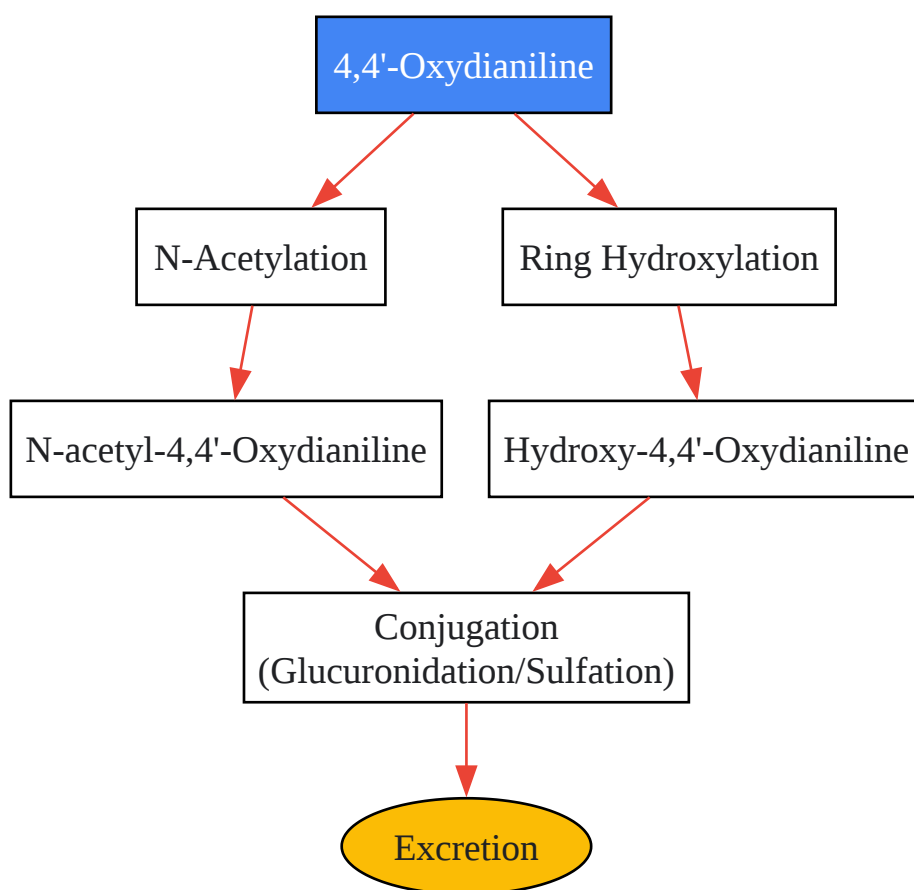 4,4'-Oxydianiline
N-Acetylation
Ring Hydroxylation
N-acetyl-4,4'-Oxydianiline
Hydroxy-4,4'-Oxydianiline
Conjugation
(Glucuronidation/Sulfation)
Excretion